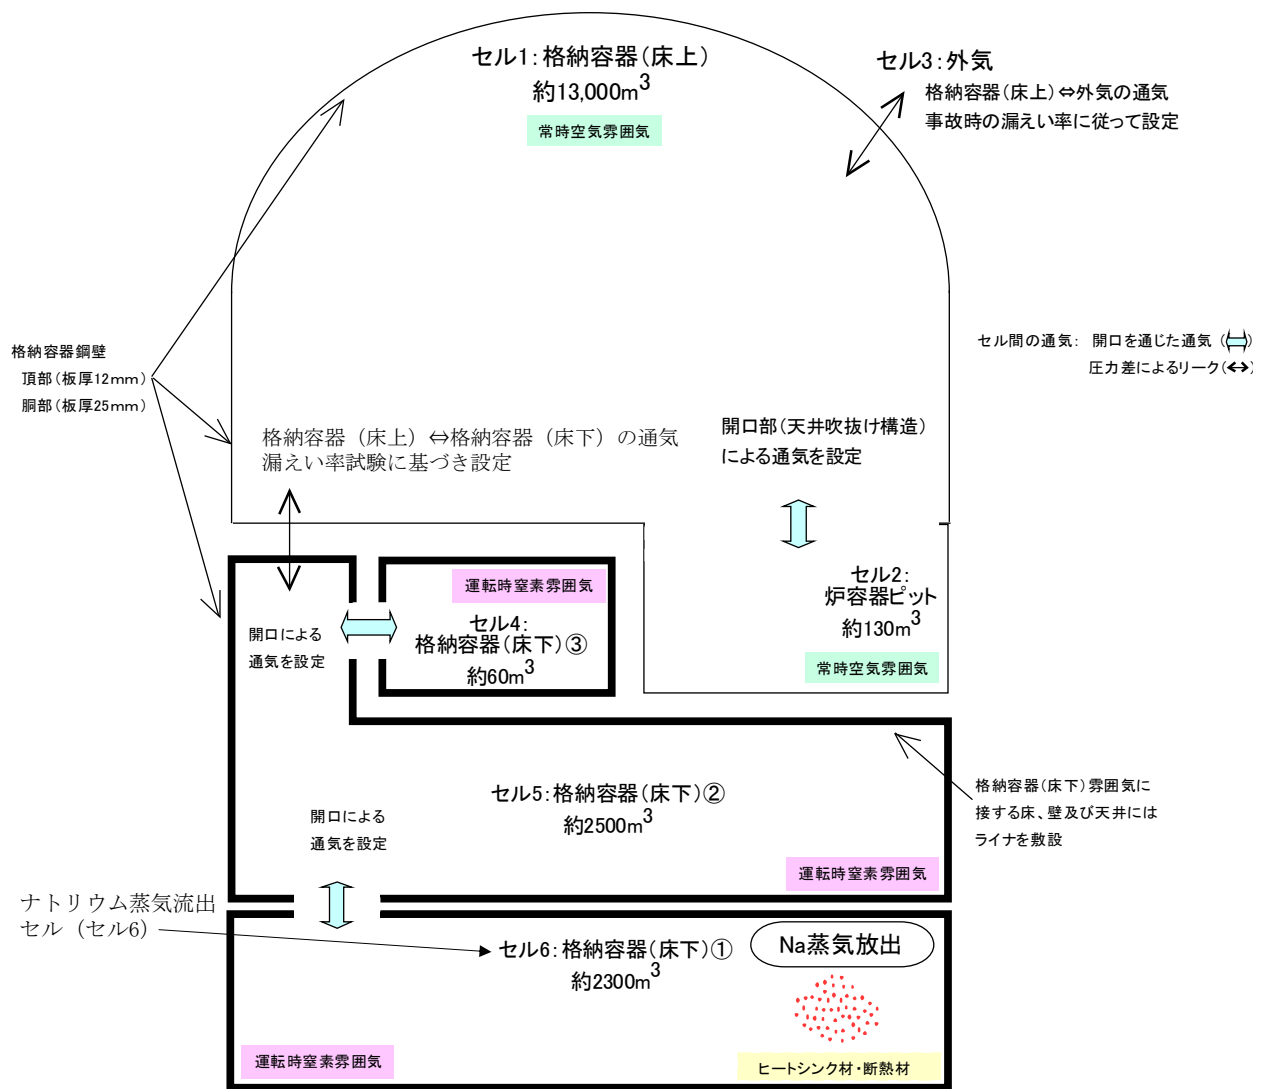 セル1：格納容器（床上）
約13,000m3
常時空気雰囲気
セル3：外気
格納容器（床上）⇔外気の通気
事故時の漏えい率に従って設定
格納容器鋼壁
頂部（板厚12mm）
胴部（板厚25mm）
セル間の通気： 開口を通じた通気（⇔）
圧力差によるリーク（↔）
格納容器（床上）⇔格納容器（床下）の通気
漏えい率試験に基づき設定
開口部（天井吹抜け構造）
による通気を設定
セル2：
炉容器ピット
約130m3
常時空気雰囲気
運転時窒素雰囲気
セル4：
格納容器（床下）③
約60m3
開口による
通気を設定
セル5：格納容器（床下）②
約2500m3
格納容器（床下）雰囲気に
接する床、壁及び天井には
ライナを敷設
開口による
通気を設定
運転時窒素雰囲気
ナトリウム蒸気流出
セル（セル6）
セル6：格納容器（床下）①
約2300m3
Na蒸気放出
運転時窒素雰囲気
ヒートシンク材・断熱材